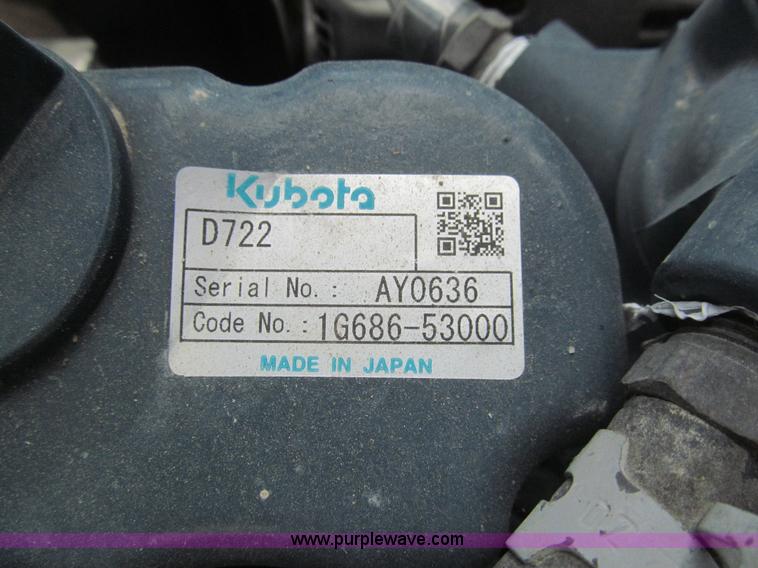 Kubota
D722
Serial No.: AY0636
Code No.: 1G686-53000
MADE IN JAPAN
www.purplewave.com